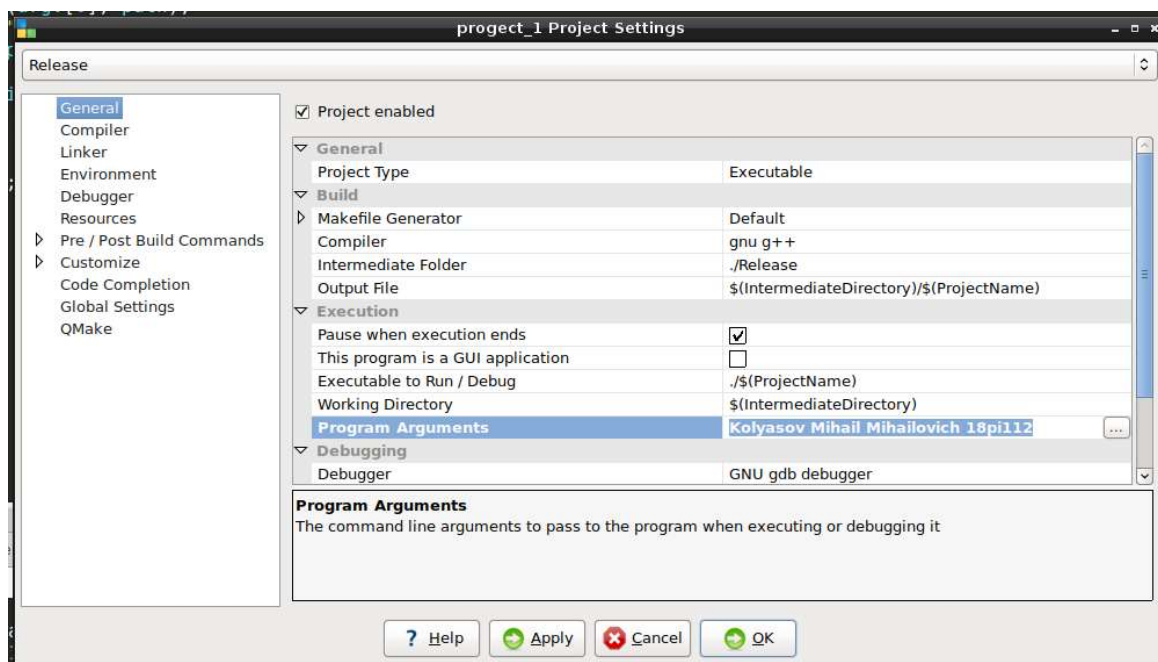 progect_1 Project Settings
Release
General
Compiler
Linker
Environment
Debugger
Resources
Pre / Post Build Commands
Customize
Code Completion
Global Settings
QMake
Project enabled
General
Project Type Executable
Build
Makefile Generator Default
Compiler gnu g++
Intermediate Folder ./Release
Output File $(IntermediateDirectory)/$(ProjectName)
Execution
Pause when execution ends
This program is a GUI application
Executable to Run / Debug ./$(ProjectName)
Working Directory $(IntermediateDirectory)
Program Arguments Kolyasov Mihail Mihailovich 18pi112 ...
Debugging
Debugger GNU gdb debugger
Program Arguments
The command line arguments to pass to the program when executing or debugging it
? Help Apply Cancel OK